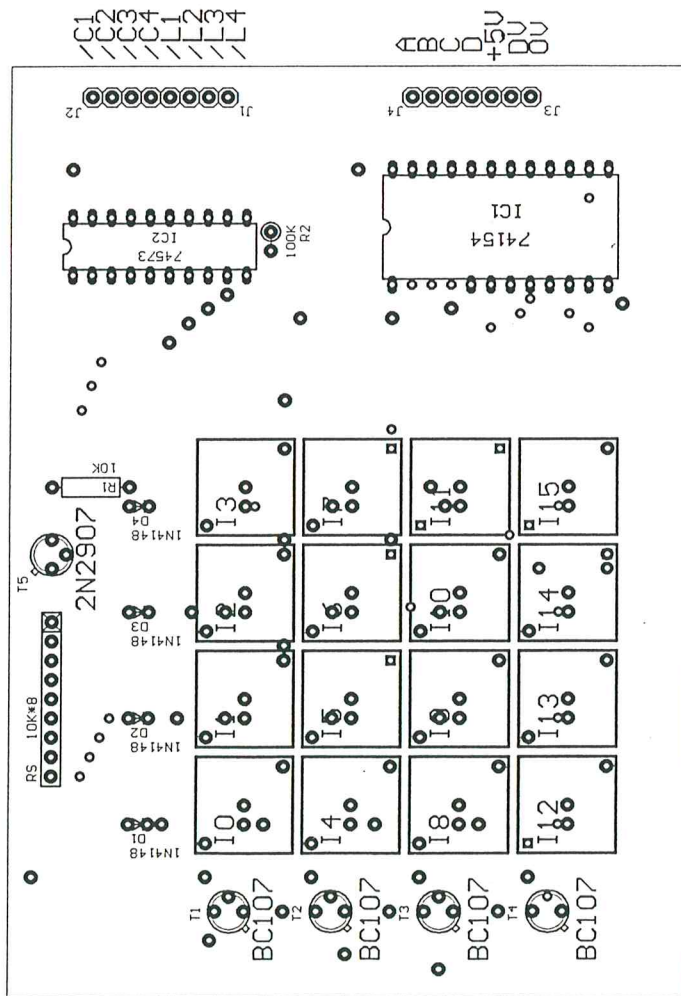 /C1
/C2
/C3
/C4
/L1
/L2
/L3
/L4
A
B
C
D
+5V
DV
0V
J2
J1
J4
J3
IC2
74573
100K
R2
IC1
74154
10K
R1
D4
1N4148
T5
2N2907
I3
I7
I11
I15
D3
1N4148
I2
I6
I10
I14
RS
10K*8
D2
1N4148
I1
I5
I9
I13
D1
1N4148
I0
I4
I8
I12
T1
BC107
T2
BC107
T3
BC107
T4
BC107